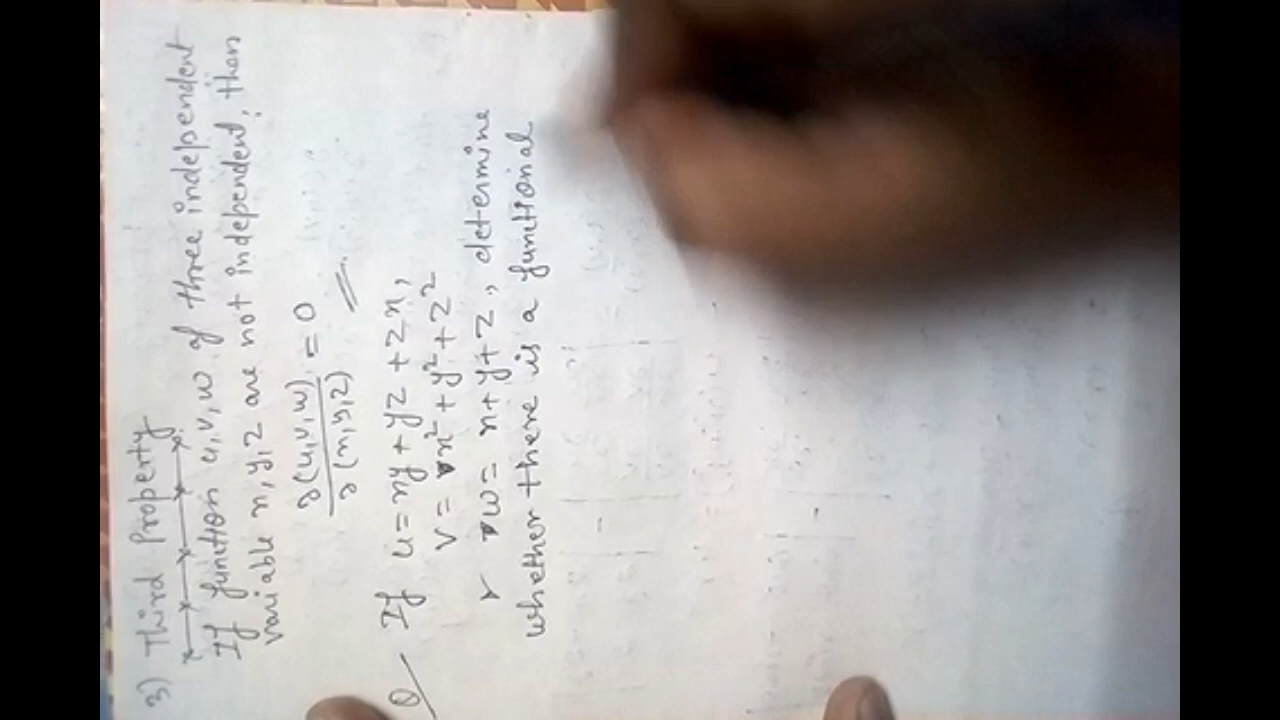 3) Third Property
If function u,v,w of three independent
variable x,y,z are not independent, then
∂(u,v,w)
∂(x,y,z) = 0
Q If u = xy + yz + zx,
v = x² + y² + z²
w = x + y + z, determine
whether there is a functional